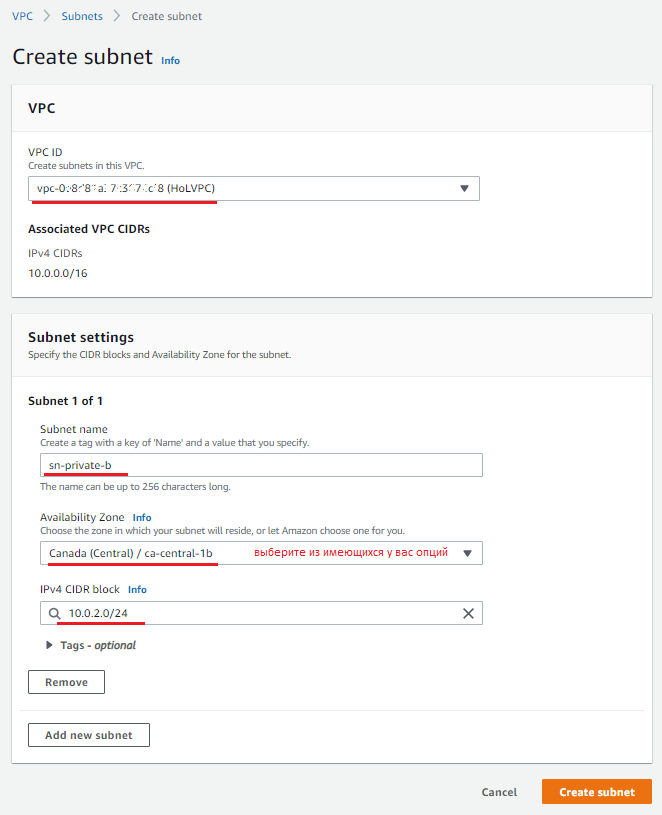 VPC > Subnets > Create subnet
Create subnet Info
VPC
VPC ID
Create subnets in this VPC.
(HoLVPC)
Associated VPC CIDRs
IPv4 CIDRs
10.0.0.0/16
Subnet settings
Specify the CIDR blocks and Availability Zone for the subnet.
Subnet 1 of 1
Subnet name
Create a tag with a key of 'Name' and a value that you specify.
sn-private-b
The name can be up to 256 characters long.
Availability Zone Info
Choose the zone in which your subnet will reside, or let Amazon choose one for you.
Canada (Central) / ca-central-1b выберите из имеющихся у вас опций
IPv4 CIDR block Info
10.0.2.0/24
Tags - optional
Remove
Add new subnet
Cancel Create subnet